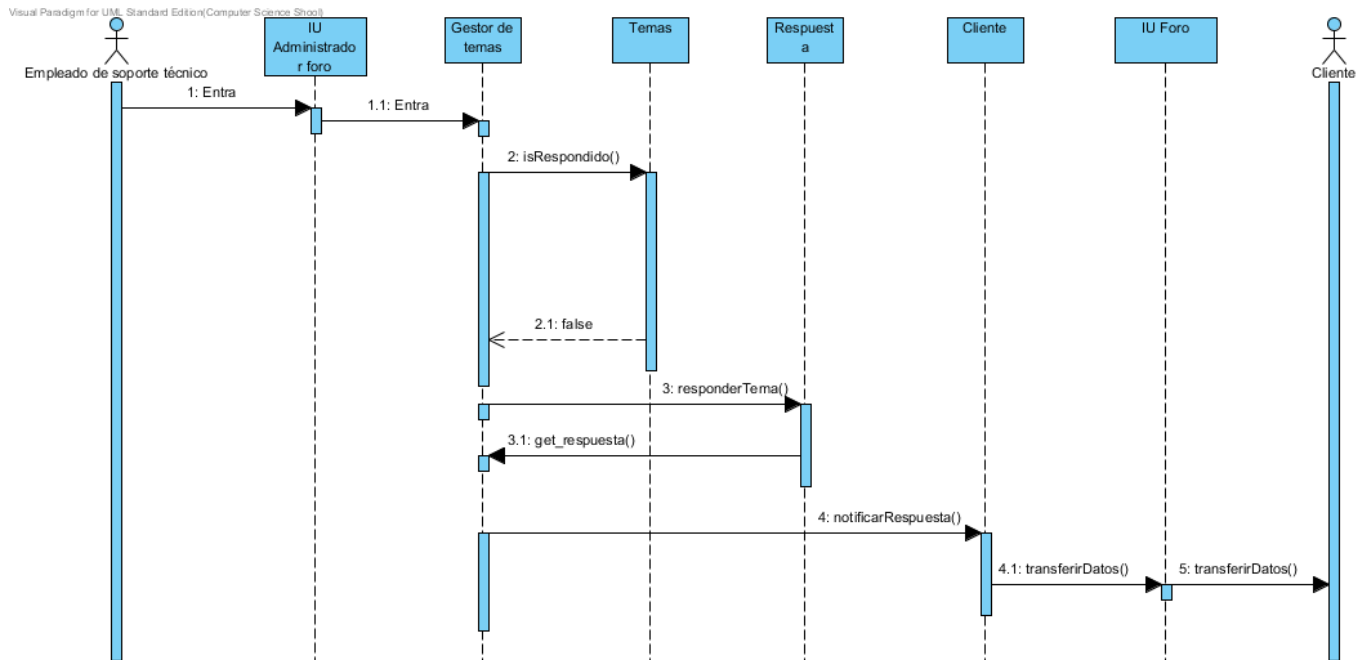 Visual Paradigm for UML Standard Edition(Computer Science Shool)
Empleado de soporte técnico
IU
Administrado
r foro
Gestor de
temas
Temas
Respuest
a
Cliente
IU Foro
Cliente
1: Entra
1.1: Entra
2: isRespondido()
2.1: false
3: responderTema()
3.1: get_respuesta()
4: notificarRespuesta()
4.1: transferirDatos()
5: transferirDatos()